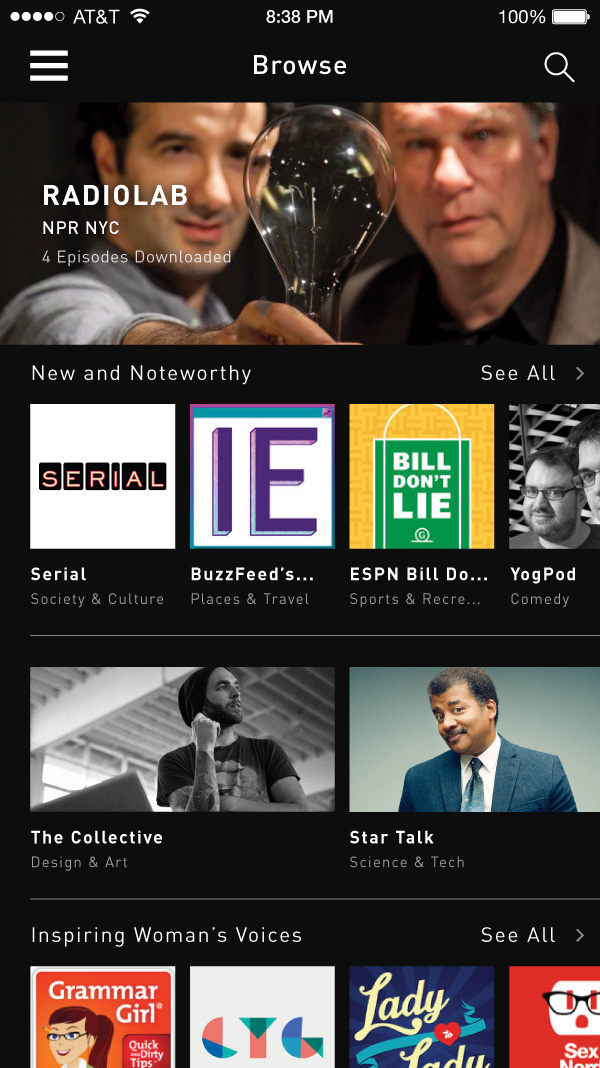 AT&T 8:38 PM 100%
Browse
RADIOLAB
NPR NYC
4 Episodes Downloaded
New and Noteworthy See All
SERIAL
IE
BILL
DON'T
LIE
G
Serial BuzzFeed's... ESPN Bill Do... YogPod
Society & Culture Places & Travel Sports & Recre... Comedy
The Collective Star Talk
Design & Art Science & Tech
Inspiring Woman's Voices See All
Grammar
Girl®
Quick
and Dirty
Tips™
CYG
Lady
to
Lady
Sex